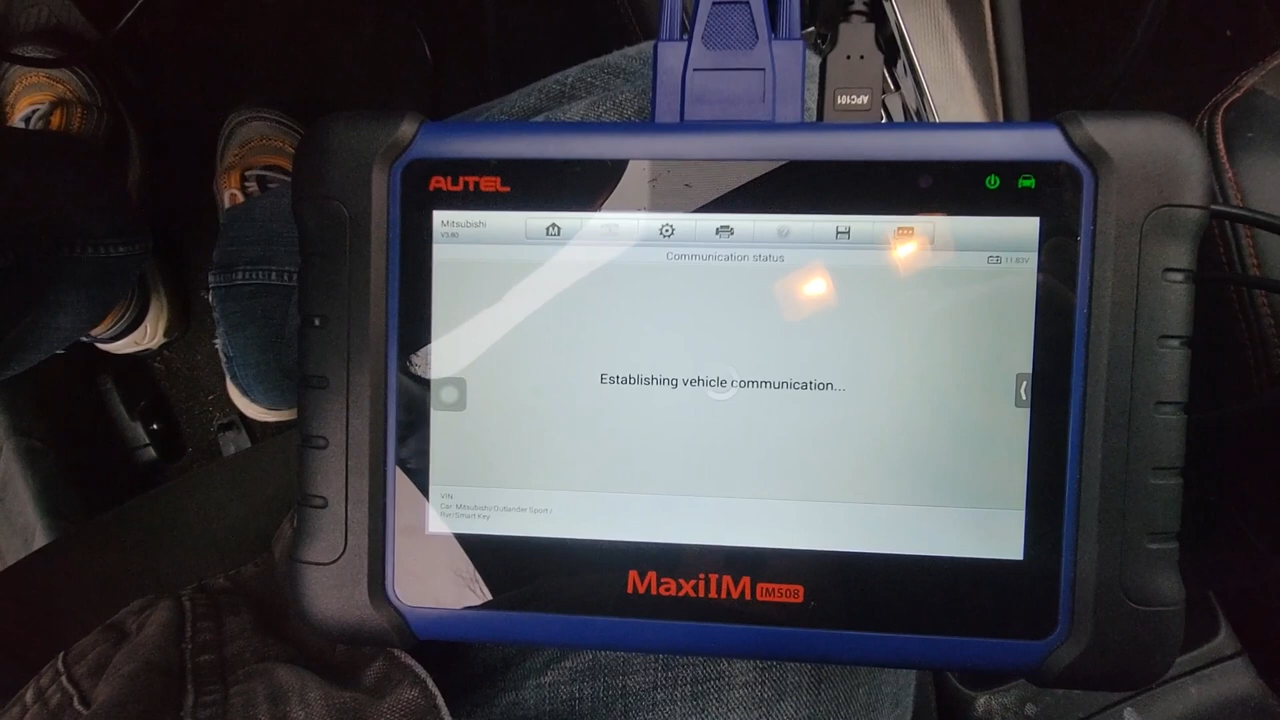 APC101
AUTEL
Mitsubishi
V3.80
M
Communication status
11.83V
Establishing vehicle communication...
VIN
Car: Mitsubishi/Outlander Sport /
Rvr/Smart Key
MaxiIM IM508